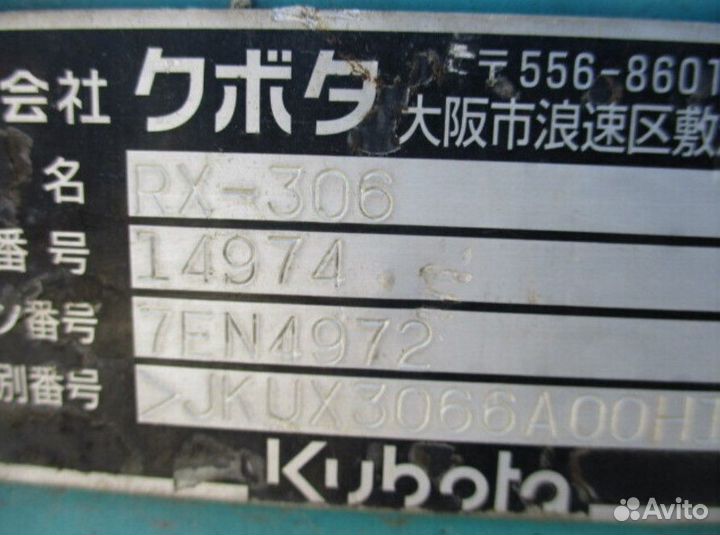 会社 クボタ 〒556-8601
大阪市浪速区敷
名 RX-306
番号 14974
ン番号 7EN4972
別番号 >JKUX3066A00H
Kubota
Avito